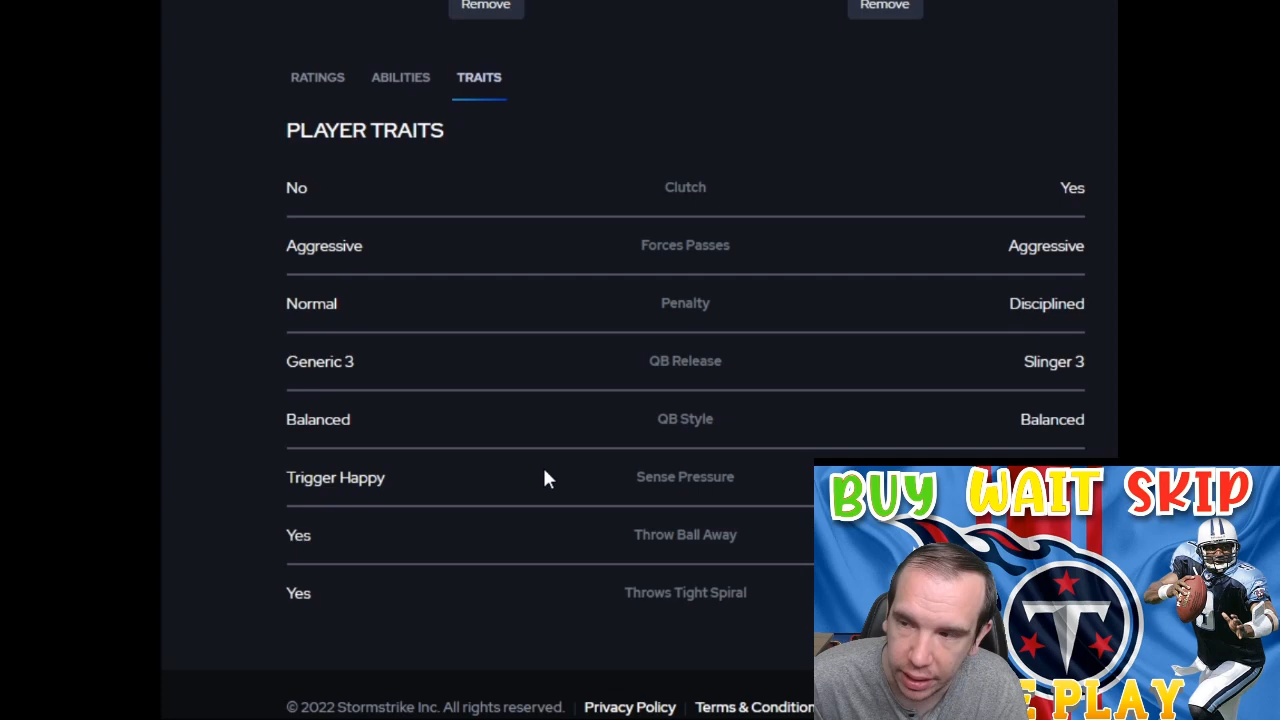 Remove Remove
RATINGS ABILITIES TRAITS
PLAYER TRAITS
No Clutch Yes
Aggressive Forces Passes Aggressive
Normal Penalty Disciplined
Generic 3 QB Release Slinger 3
Balanced QB Style Balanced
Trigger Happy Sense Pressure
Yes Throw Ball Away
Yes Throws Tight Spiral
BUY WAIT SKIP
T
PLAY
© 2022 Stormstrike Inc. All rights reserved. Privacy Policy Terms & Condition